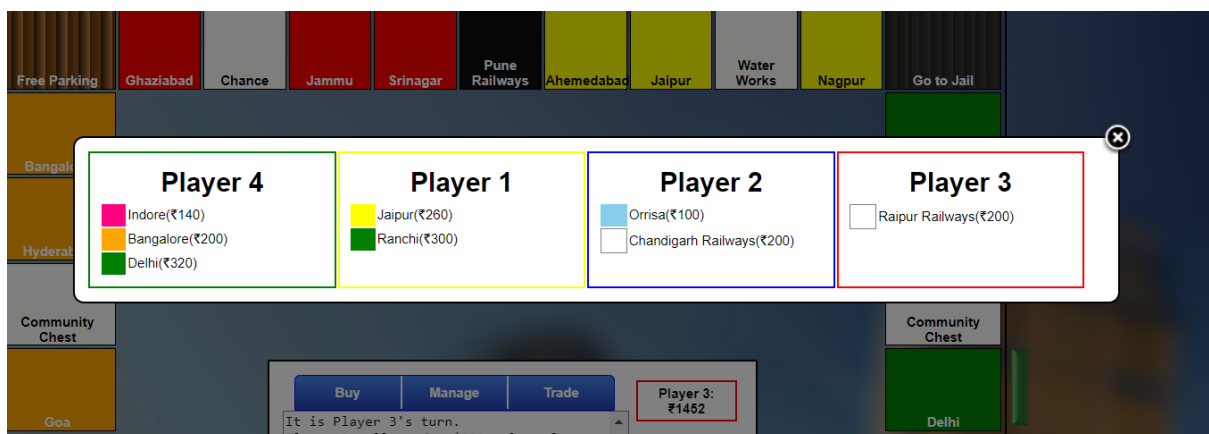 Free Parking
Ghaziabad
Chance
Jammu
Srinagar
Pune
Railways
Ahemedabad
Jaipur
Water
Works
Nagpur
Go to Jail
Player 4
Indore(₹140)
Bangalore(₹200)
Delhi(₹320)
Player 1
Jaipur(₹260)
Ranchi(₹300)
Player 2
Orrisa(₹100)
Chandigarh Railways(₹200)
Player 3
Raipur Railways(₹200)
Community
Chest
Community
Chest
Goa
Buy
Manage
Trade
Player 3:
₹1452
It is Player 3's turn.
Delhi